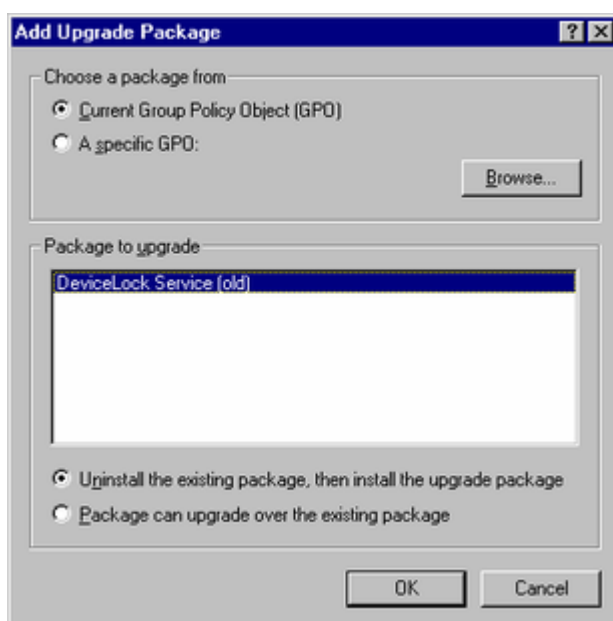 Add Upgrade Package
Choose a package from
Current Group Policy Object (GPO)
A specific GPO:
Browse...
Package to upgrade
DeviceLock Service (old)
Uninstall the existing package, then install the upgrade package
Package can upgrade over the existing package
OK Cancel